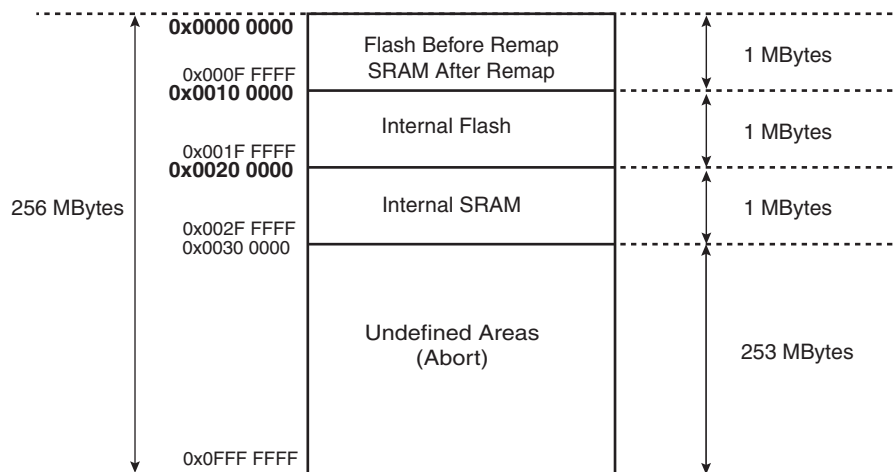 0x0000 0000
Flash Before Remap
SRAM After Remap
1 MBytes
0x000F FFFF
0x0010 0000
Internal Flash
1 MBytes
0x001F FFFF
0x0020 0000
256 MBytes
Internal SRAM
1 MBytes
0x002F FFFF
0x0030 0000
Undefined Areas
(Abort)
253 MBytes
0x0FFF FFFF